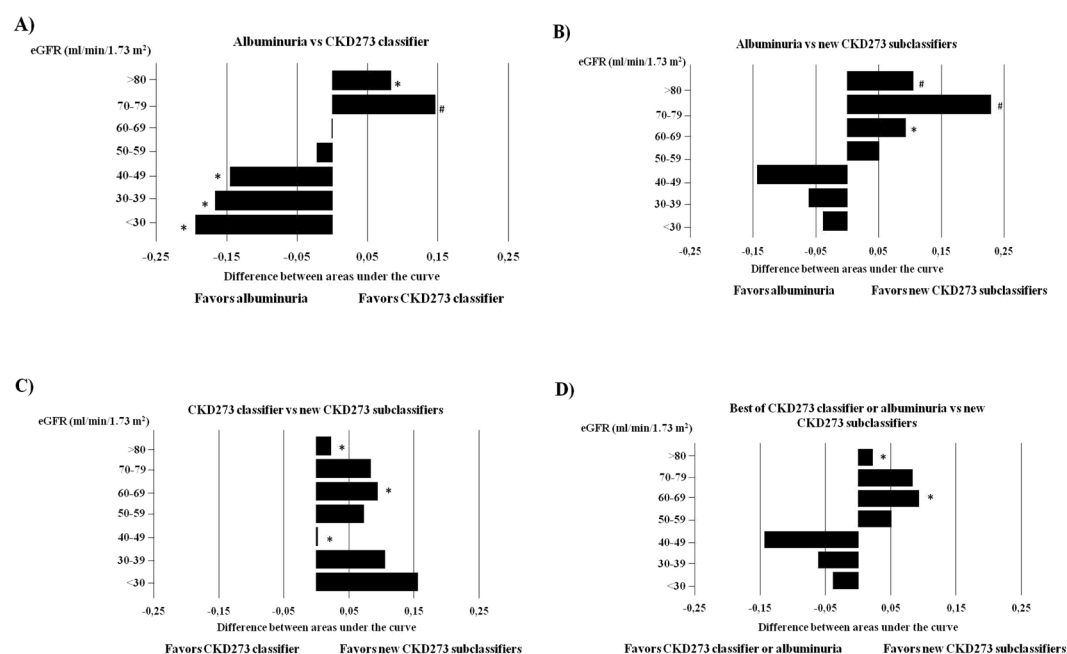 A)
Albuminuria vs CKD273 classifier
eGFR (ml/min/1.73 m²)
>80
*
70-79
#
60-69
50-59
40-49
*
30-39
*
<30
*
-0,25
-0,15
-0,05
0,05
0,15
0,25
Difference between areas under the curve
Favors albuminuria
Favors CKD273 classifier
B)
Albuminuria vs new CKD273 subclassifiers
eGFR (ml/min/1.73 m²)
>80
#
70-79
#
60-69
*
50-59
40-49
30-39
<30
-0,25
-0,15
-0,05
0,05
0,15
0,25
Difference between areas under the curve
Favors albuminuria
Favors new CKD273 subclassifiers
C)
CKD273 classifier vs new CKD273 subclassifiers
eGFR (ml/min/1.73 m²)
>80
*
70-79
60-69
*
50-59
40-49
*
30-39
<30
-0,25
-0,15
-0,05
0,05
0,15
0,25
Difference between areas under the curve
Favors CKD273 classifier
Favors new CKD273 subclassifiers
D)
Best of CKD273 classifier or albuminuria vs new
CKD273 subclassifiers
eGFR (ml/min/1.73 m²)
>80
*
70-79
60-69
*
50-59
40-49
30-39
<30
-0,25
-0,15
-0,05
0,05
0,15
0,25
Difference between areas under the curve
Favors CKD273 classifier or albuminuria
Favors new CKD273 subclassifiers